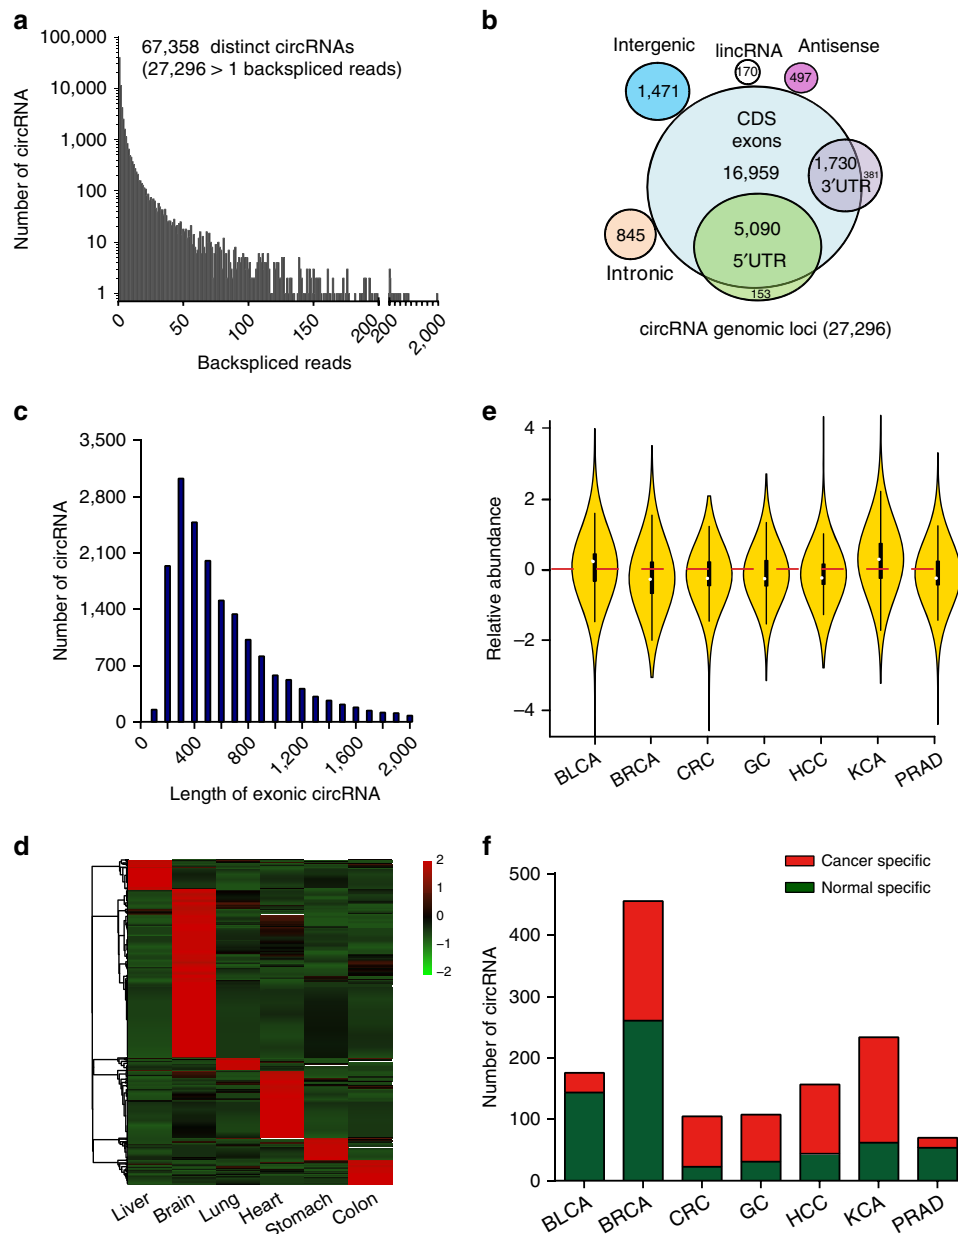 a
100,000
10,000
1,000
100
10
1
Number of circRNA
67,358 distinct circRNAs
(27,296 > 1 backspliced reads)
0
50
100
150
200
200
2,000
Backspliced reads
b
Intergenic
lincRNA
Antisense
1,471
170
497
CDS
exons
16,959
1,730
381
3′UTR
5,090
5′UTR
153
845
Intronic
circRNA genomic loci (27,296)
c
3,500
2,800
2,100
1,400
700
0
Number of circRNA
0
400
800
1,200
1,600
2,000
Length of exonic circRNA
e
4
2
0
−2
−4
Relative abundance
BLCA
BRCA
CRC
GC
HCC
KCA
PRAD
d
2
1
0
−1
−2
Liver
Brain
Lung
Heart
Stomach
Colon
f
Cancer specific
Normal specific
500
400
300
200
100
0
Number of circRNA
BLCA
BRCA
CRC
GC
HCC
KCA
PRAD